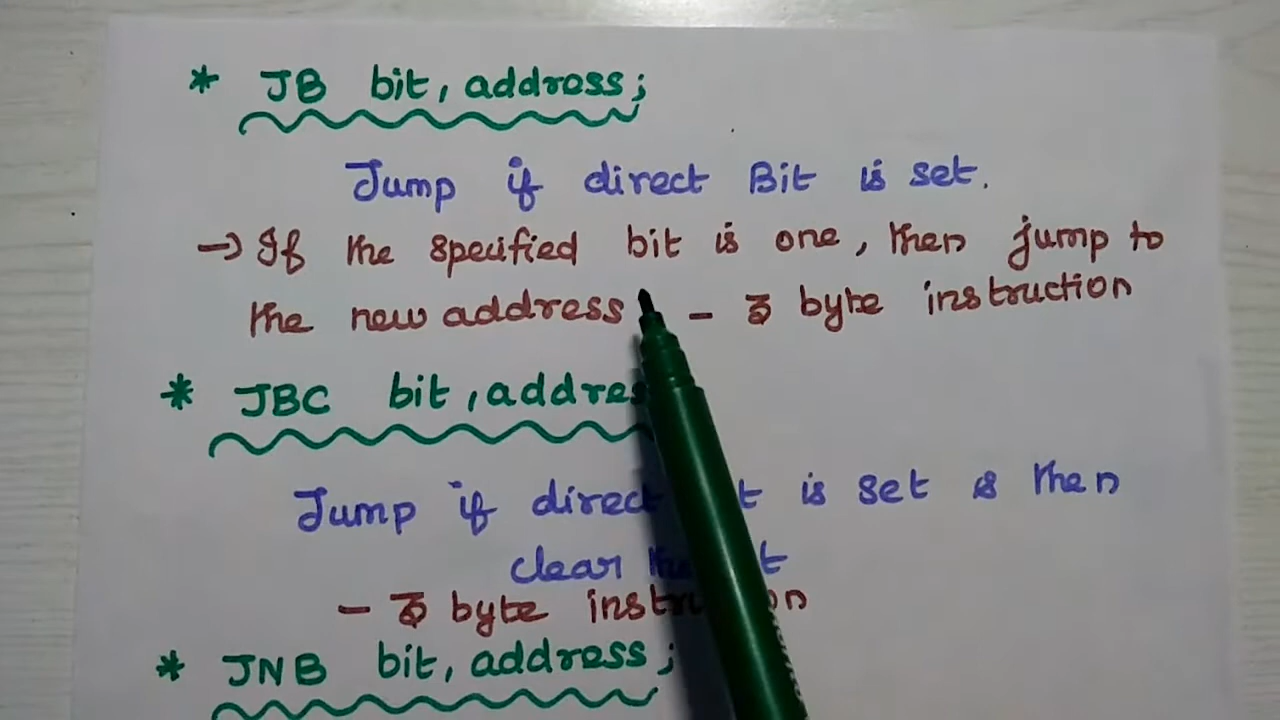 * JB bit, address;
Jump if direct Bit is set.
→ If the specified bit is one, then jump to
the new address - 3 byte instruction
* JBC bit, addres
Jump if direct is set & then
clear
- 3 byte
* JNB bit, address;